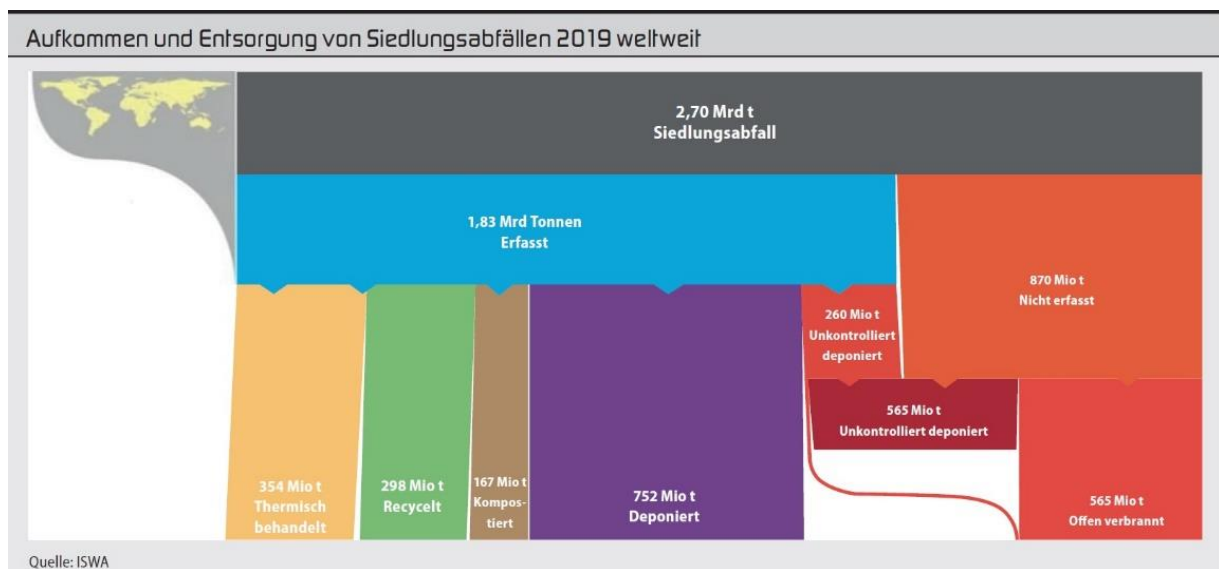 Aufkommen und Entsorgung von Siedlungsabfällen 2019 weltweit
2,70 Mrd t
Siedlungsabfall
1,83 Mrd Tonnen
Erfasst
870 Mio t
Nicht erfasst
260 Mio t
Unkontrolliert
deponiert
565 Mio t
Unkontrolliert deponiert
354 Mio t
Thermisch
behandelt
298 Mio t
Recycelt
167 Mio t
Kompos-
tiert
752 Mio t
Deponiert
565 Mio t
Offen verbrannt
Quelle: ISWA